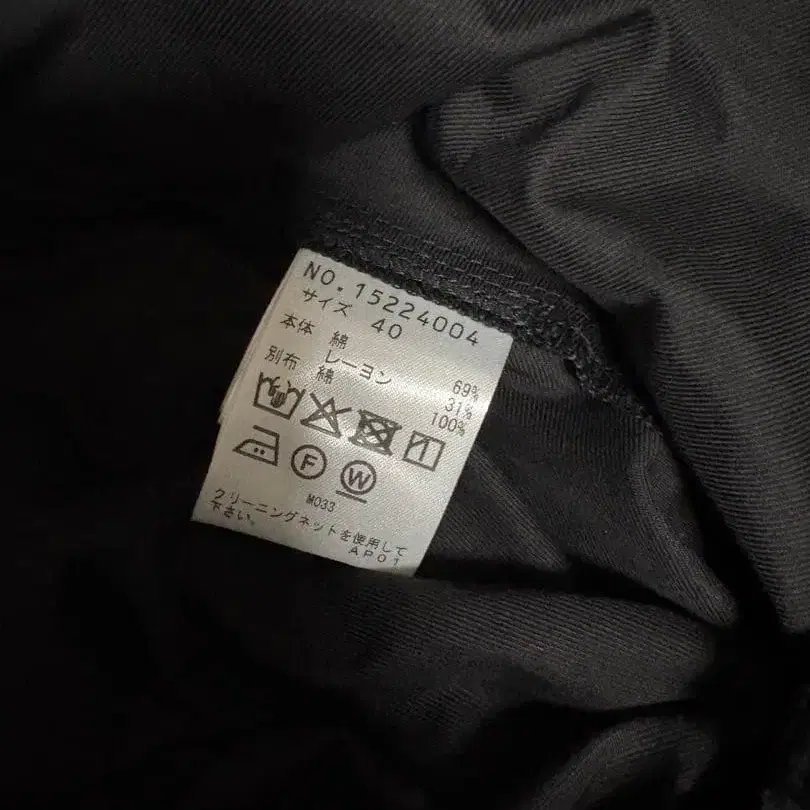 NO.15224004
サイズ 40
本体 綿 69%
レーヨン 31%
別布 綿 100%
F W
M033
クリーニングネットを使用して
下さい。
AP01